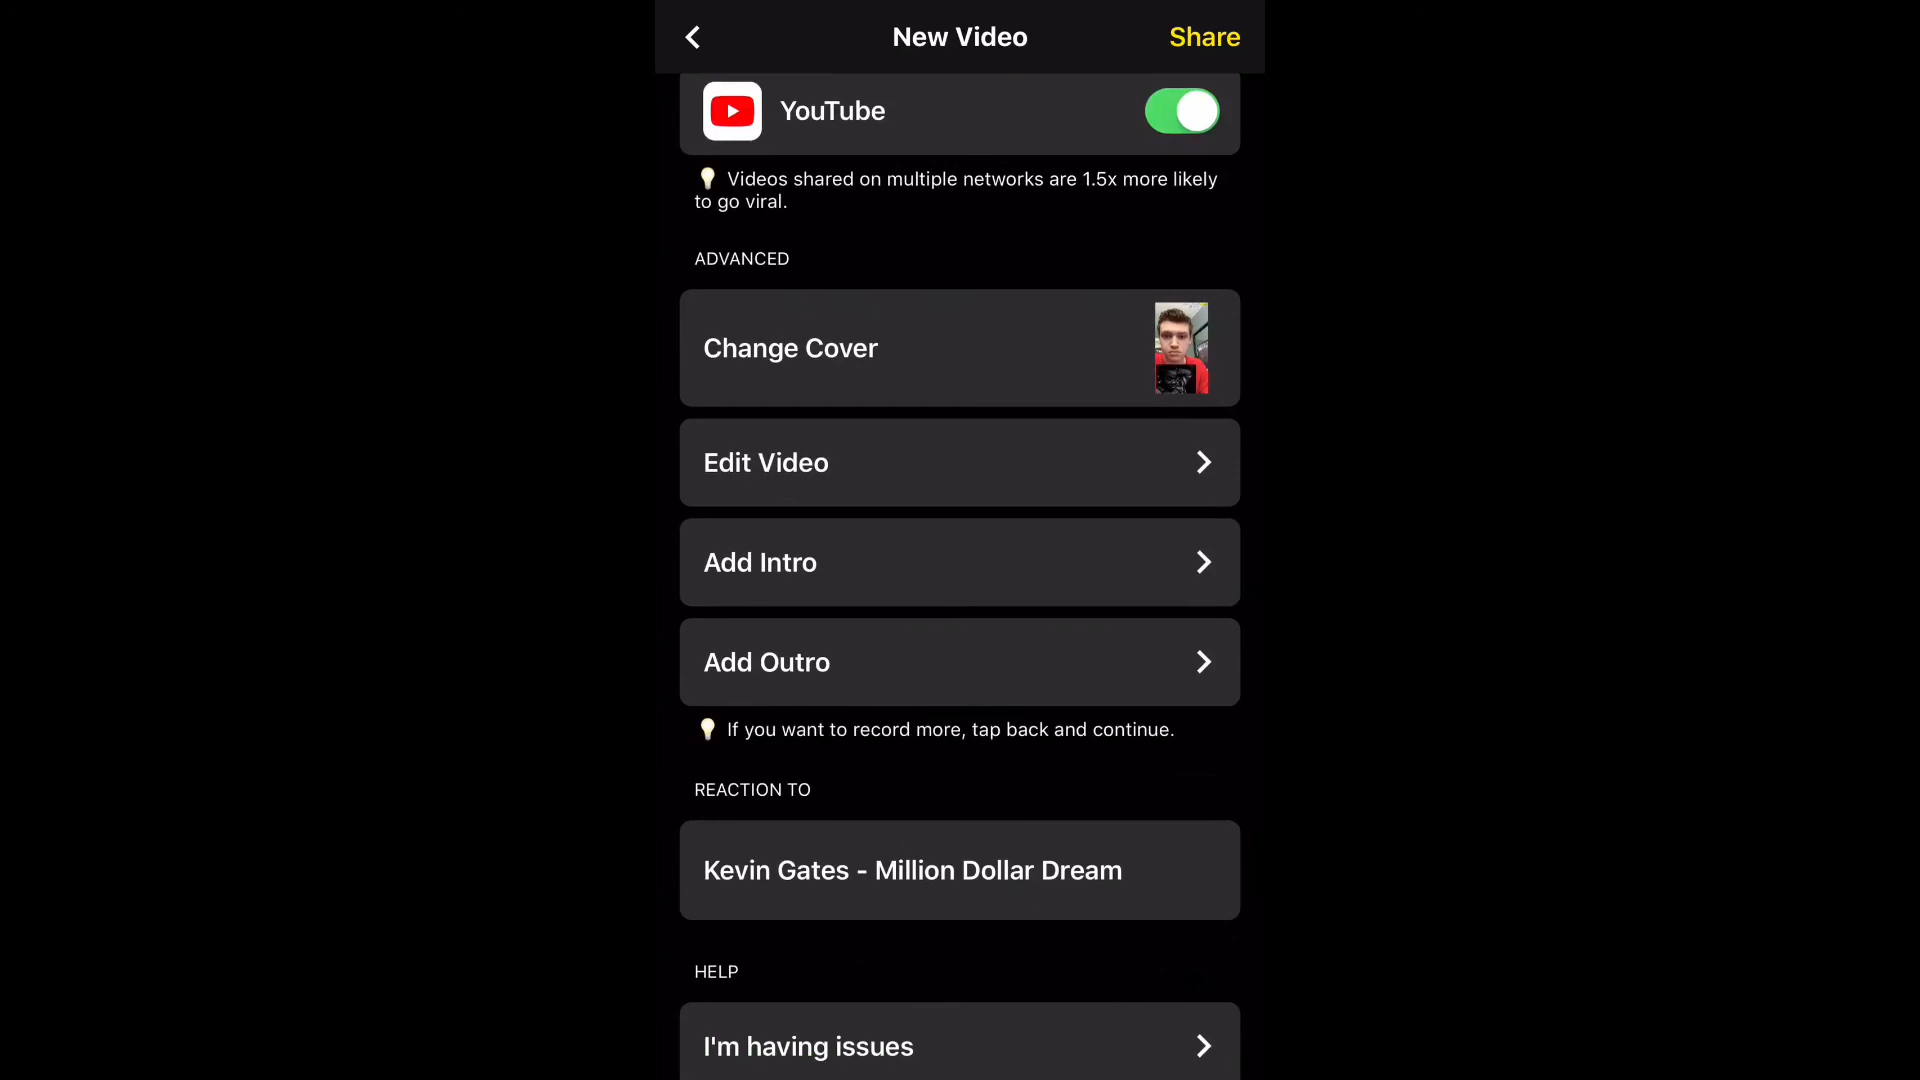 New Video
Share
YouTube
Videos shared on multiple networks are 1.5x more likely
to go viral.
ADVANCED
Change Cover
Edit Video
Add Intro
Add Outro
If you want to record more, tap back and continue.
REACTION TO
Kevin Gates - Million Dollar Dream
HELP
I'm having issues